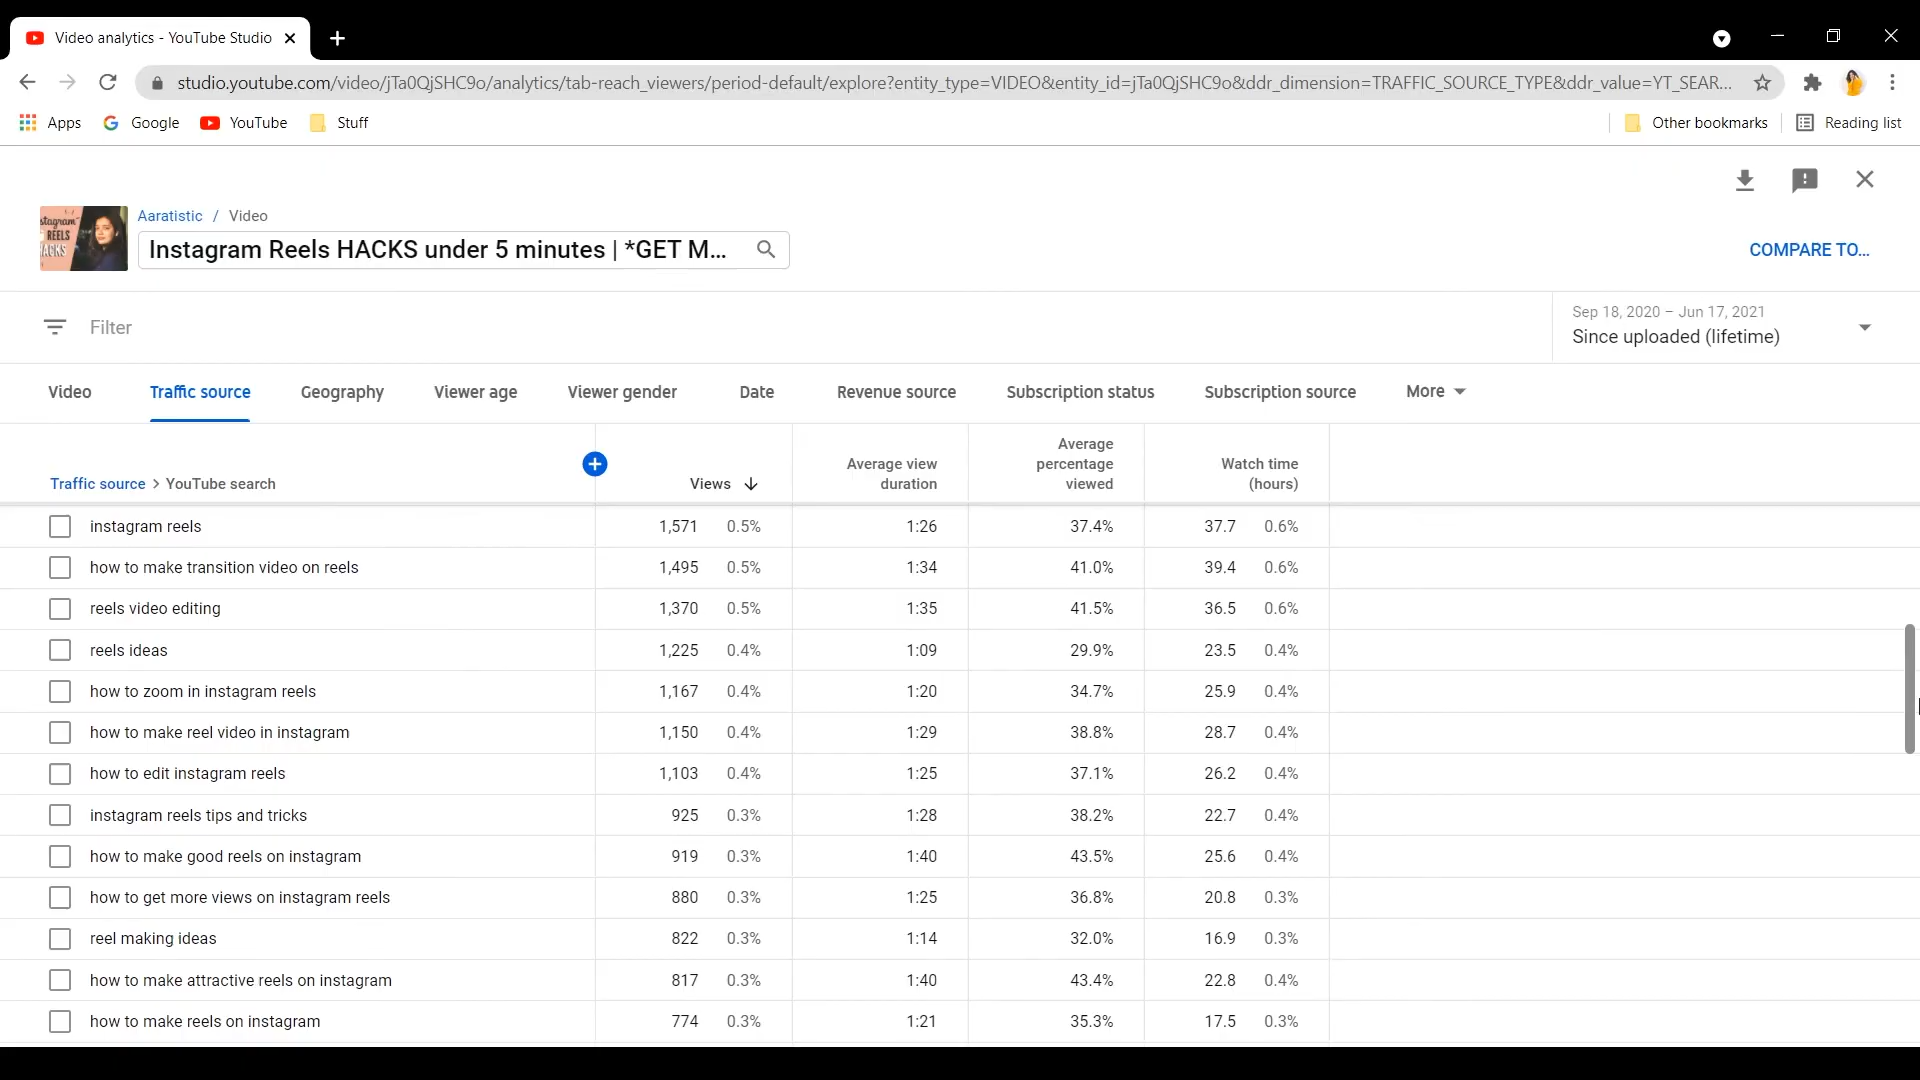 Video analytics - YouTube Studio
studio.youtube.com/video/jTa0QjSHC9o/analytics/tab-reach_viewers/period-default/explore?entity_type=VIDEO&entity_id=jTa0QjSHC9o&ddr_dimension=TRAFFIC_SOURCE_TYPE&ddr_value=YT_SEAR...
Apps Google YouTube Stuff Other bookmarks Reading list
Aaratistic / Video
REELS
Instagram Reels HACKS under 5 minutes | *GET M...
COMPARE TO...
Filter
Sep 18, 2020 – Jun 17, 2021
Since uploaded (lifetime)
Video Traffic source Geography Viewer age Viewer gender Date Revenue source Subscription status Subscription source More
Traffic source > YouTube search Views Average view duration Average percentage viewed Watch time (hours)
instagram reels 1,571 0.5% 1:26 37.4% 37.7 0.6%
how to make transition video on reels 1,495 0.5% 1:34 41.0% 39.4 0.6%
reels video editing 1,370 0.5% 1:35 41.5% 36.5 0.6%
reels ideas 1,225 0.4% 1:09 29.9% 23.5 0.4%
how to zoom in instagram reels 1,167 0.4% 1:20 34.7% 25.9 0.4%
how to make reel video in instagram 1,150 0.4% 1:29 38.8% 28.7 0.4%
how to edit instagram reels 1,103 0.4% 1:25 37.1% 26.2 0.4%
instagram reels tips and tricks 925 0.3% 1:28 38.2% 22.7 0.4%
how to make good reels on instagram 919 0.3% 1:40 43.5% 25.6 0.4%
how to get more views on instagram reels 880 0.3% 1:25 36.8% 20.8 0.3%
reel making ideas 822 0.3% 1:14 32.0% 16.9 0.3%
how to make attractive reels on instagram 817 0.3% 1:40 43.4% 22.8 0.4%
how to make reels on instagram 774 0.3% 1:21 35.3% 17.5 0.3%